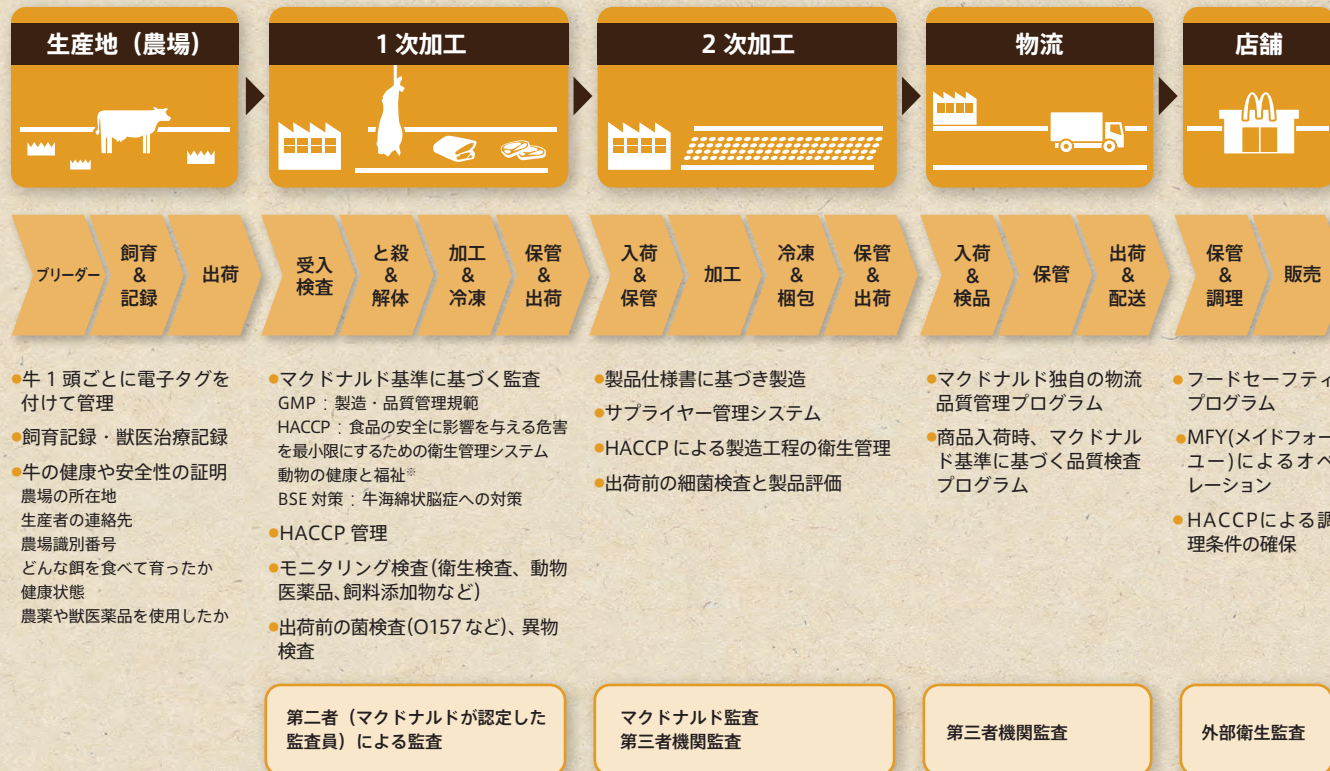 生産地（農場）
1 次加工
2 次加工
物流
店舗
ブリーダー
飼育
&
記録
出荷
受入
検査
と殺
&
解体
加工
&
冷凍
保管
&
出荷
入荷
&
保管
加工
冷凍
&
梱包
保管
&
出荷
入荷
&
検品
保管
出荷
&
配送
保管
&
調理
販売
●牛 1 頭ごとに電子タグを
付けて管理
●飼育記録・獣医治療記録
●牛の健康や安全性の証明
農場の所在地
生産者の連絡先
農場識別番号
どんな餌を食べて育ったか
健康状態
農薬や獣医薬品を使用したか
●マクドナルド基準に基づく監査
GMP：製造・品質管理規範
HACCP：食品の安全に影響を与える危害
を最小限にするための衛生管理システム
動物の健康と福祉※
BSE 対策：牛海綿状脳症への対策
●HACCP 管理
●モニタリング検査(衛生検査、動物
医薬品、飼料添加物など)
●出荷前の菌検査(O157 など)、異物
検査
●製品仕様書に基づき製造
●サプライヤー管理システム
●HACCP による製造工程の衛生管理
●出荷前の細菌検査と製品評価
●マクドナルド独自の物流
品質管理プログラム
●商品入荷時、マクドナル
ド基準に基づく品質検査
プログラム
●フードセーフティ
プログラム
●MFY(メイドフォー
ユー)によるオペ
レーション
●HACCPによる調
理条件の確保
第二者（マクドナルドが認定した
監査員）による監査
マクドナルド監査
第三者機関監査
第三者機関監査
外部衛生監査